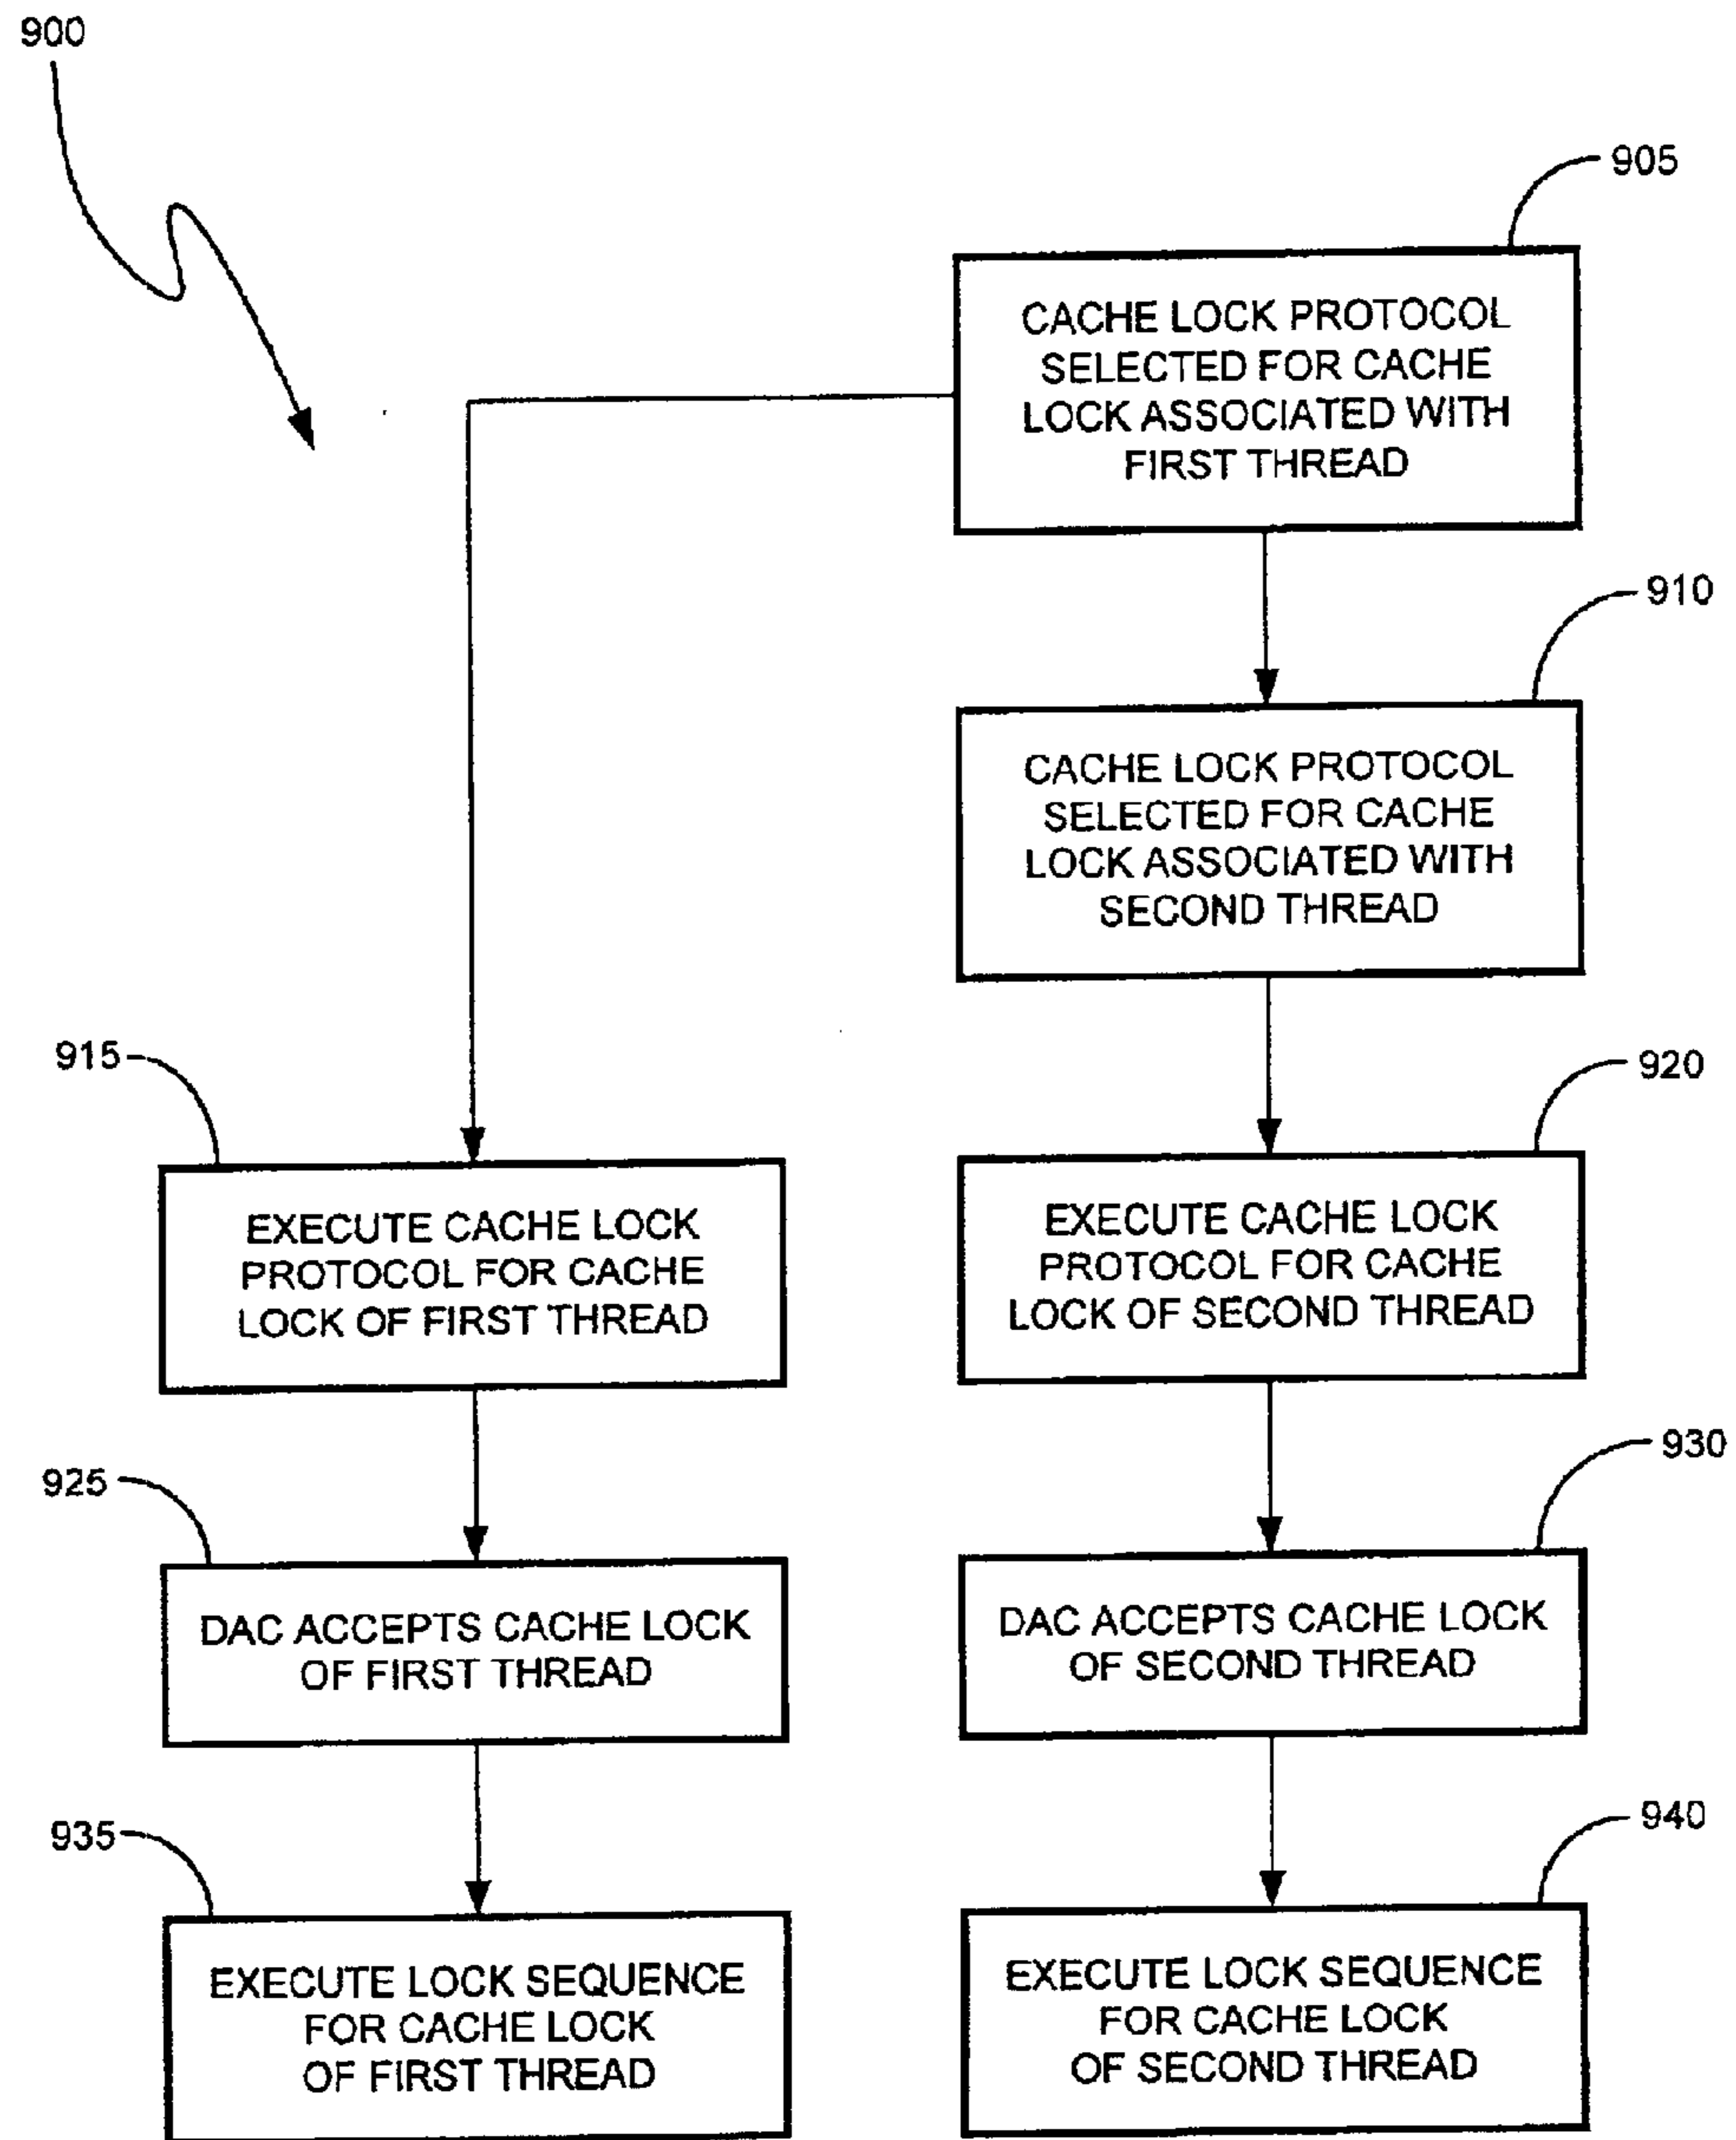 900
905
CACHE LOCK PROTOCOL
SELECTED FOR CACHE
LOCK ASSOCIATED WITH
FIRST THREAD
910
CACHE LOCK PROTOCOL
SELECTED FOR CACHE
LOCK ASSOCIATED WITH
SECOND THREAD
915
EXECUTE CACHE LOCK
PROTOCOL FOR CACHE
LOCK OF FIRST THREAD
920
EXECUTE CACHE LOCK
PROTOCOL FOR CACHE
LOCK OF SECOND THREAD
925
DAC ACCEPTS CACHE LOCK
OF FIRST THREAD
930
DAC ACCEPTS CACHE LOCK
OF SECOND THREAD
935
EXECUTE LOCK SEQUENCE
FOR CACHE LOCK
OF FIRST THREAD
940
EXECUTE LOCK SEQUENCE
FOR CACHE LOCK
OF SECOND THREAD